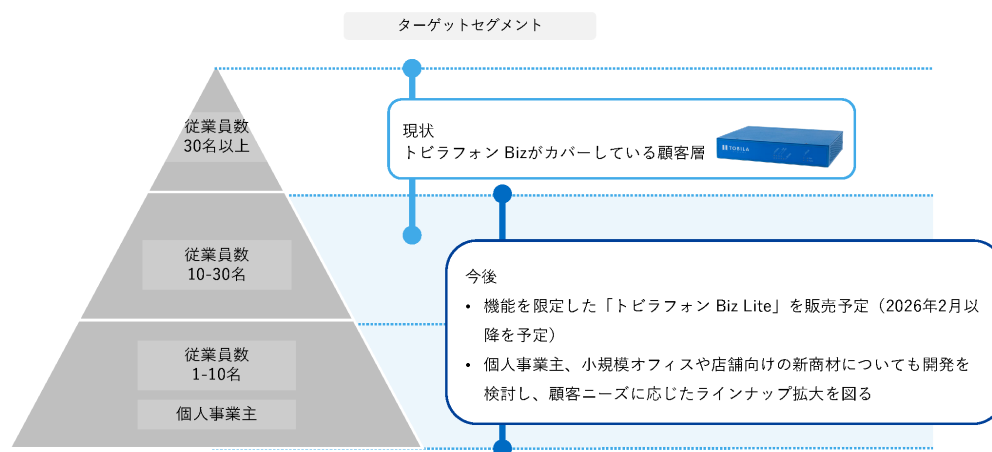 ターゲットセグメント
従業員数
30名以上
現状
トビラフォン Bizがカバーしている顧客層
TOBILA
従業員数
10-30名
今後
• 機能を限定した「トビラフォン Biz Lite」を販売予定（2026年2月以
降を予定）
• 個人事業主、小規模オフィスや店舗向けの新商材についても開発を
検討し、顧客ニーズに応じたラインナップ拡大を図る
従業員数
1-10名
個人事業主